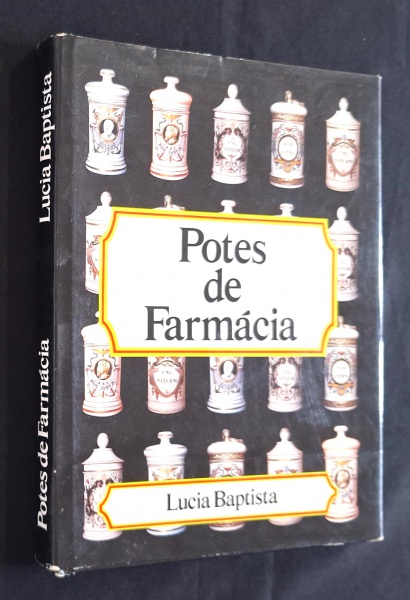 Lucia Baptista
Potes de Farmácia
Potes
de
Farmácia
Lucia Baptista